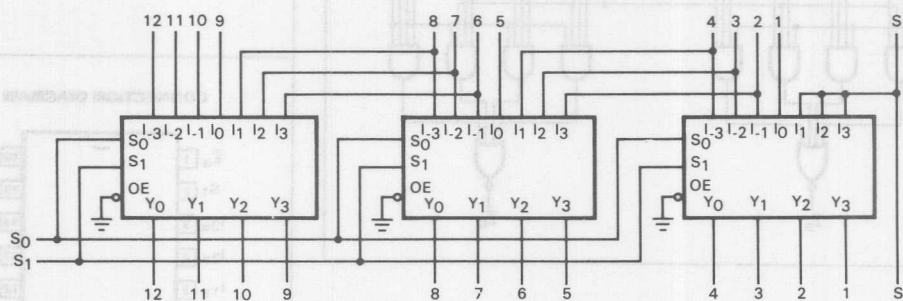 12 11 10 9 8 7 6 5 4 3 2 1 S
I-3 I-2 I-1 I0 I1 I2 I3 I-3 I-2 I-1 I0 I1 I2 I3 I-3 I-2 I-1 I0 I1 I2 I3
S0 S0 S0
S1 S1 S1
OE OE OE
Y0 Y1 Y2 Y3 Y0 Y1 Y2 Y3 Y0 Y1 Y2 Y3
S0
S1
12 11 10 9 8 7 6 5 4 3 2 1 S